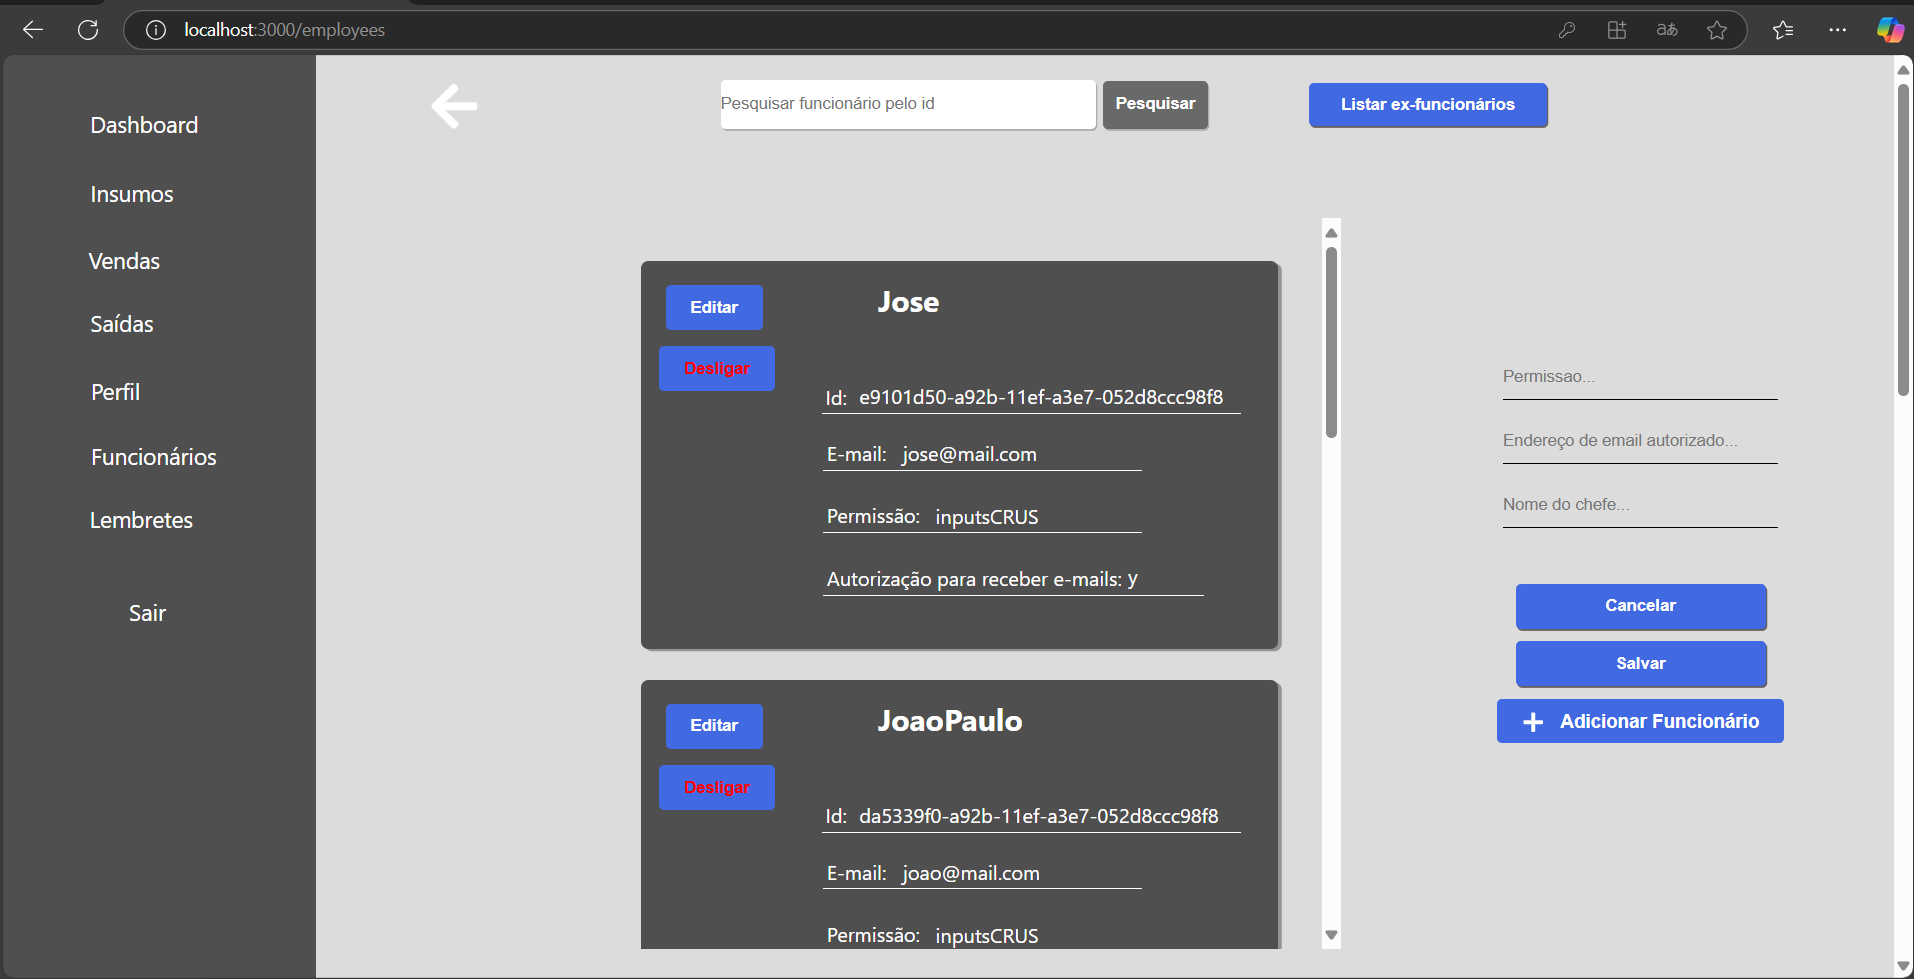 localhost:3000/employees
aあ
Dashboard
Insumos
Vendas
Saídas
Perfil
Funcionários
Lembretes
Sair
Pesquisar funcionário pelo id
Pesquisar
Listar ex-funcionários
Editar
Desligar
Jose
Id: e9101d50-a92b-11ef-a3e7-052d8ccc98f8
E-mail: jose@mail.com
Permissão: inputsCRUS
Autorização para receber e-mails: y
Editar
Desligar
JoaoPaulo
Id: da5339f0-a92b-11ef-a3e7-052d8ccc98f8
E-mail: joao@mail.com
Permissão: inputsCRUS
Permissao...
Endereço de email autorizado...
Nome do chefe...
Cancelar
Salvar
Adicionar Funcionário